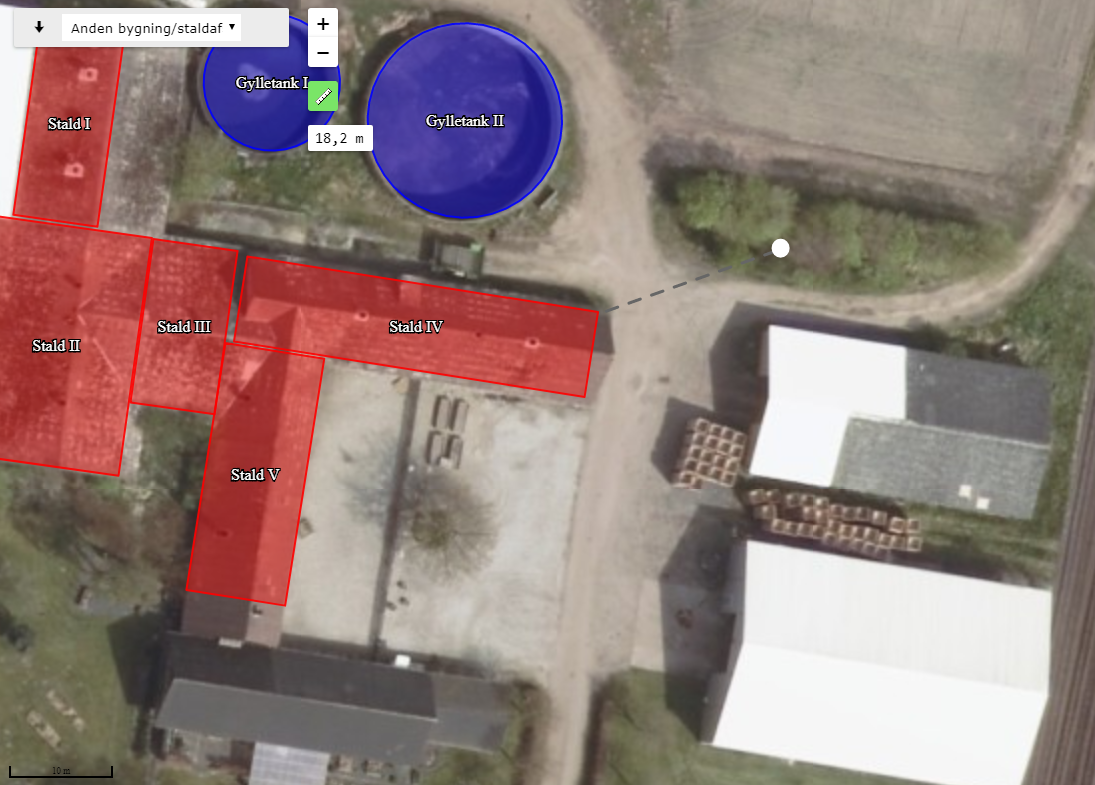 Anden bygning/staldaf
+
−
Gylletank I
Gylletank II
18,2 m
Stald I
Stald II
Stald III
Stald IV
Stald V
10 m